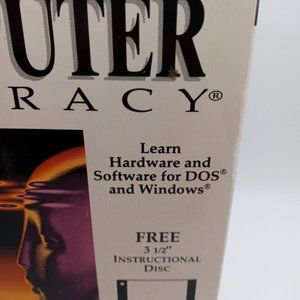 UTER
RACY®
Learn
Hardware and
Software for DOS®
and Windows®
FREE
3 1/2"
INSTRUCTIONAL
DISC